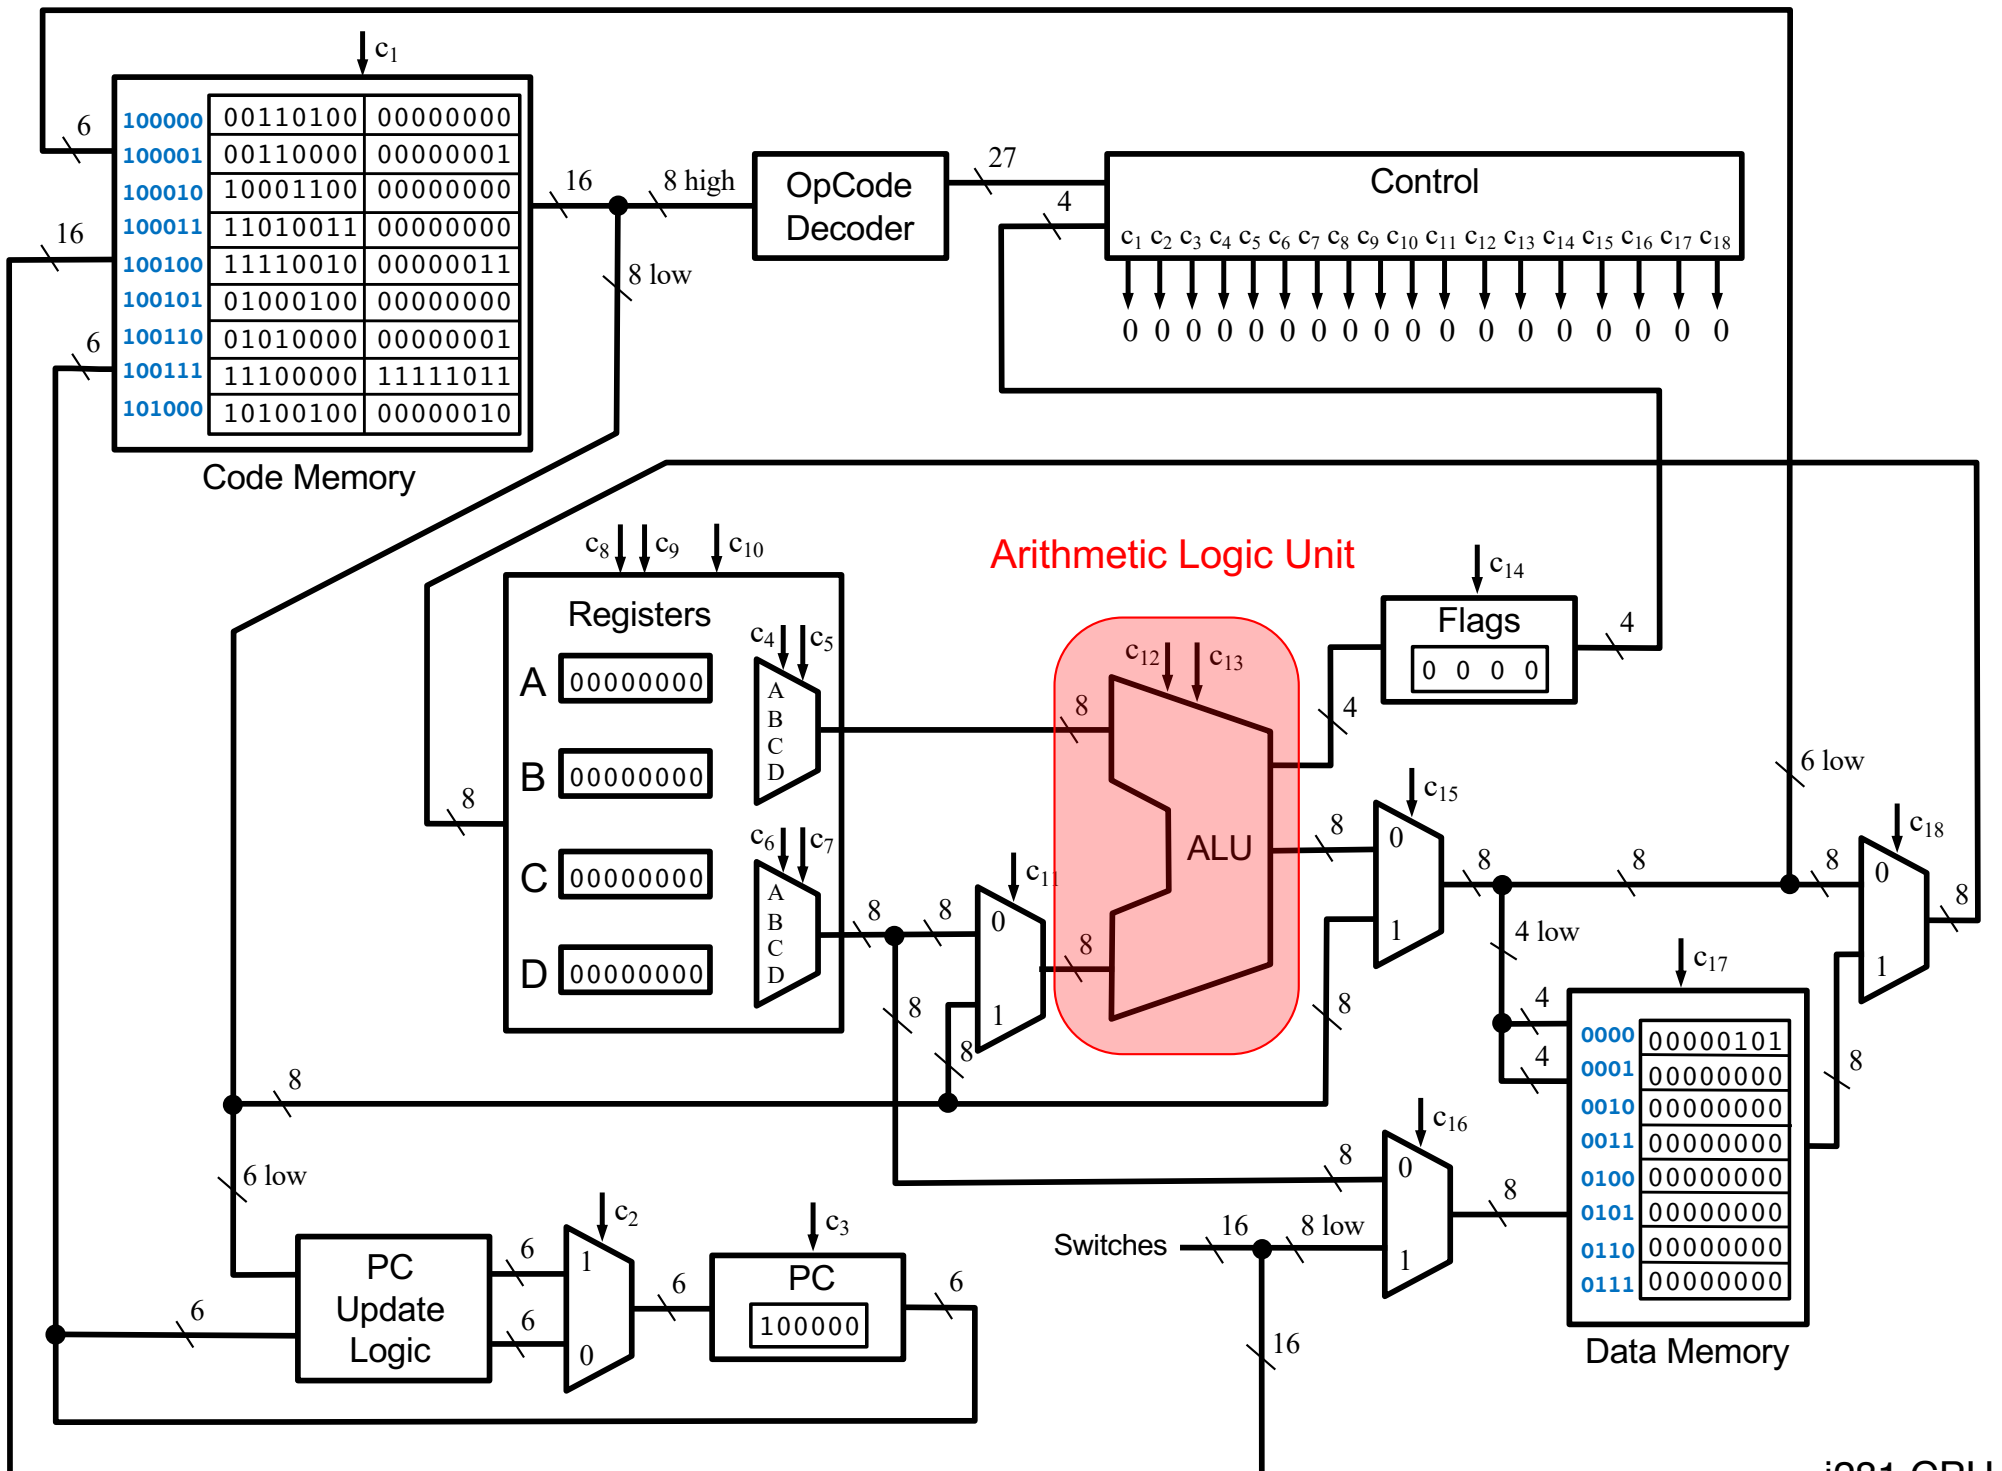 c1
6
100000 00110100 00000000
100001 00110000 00000001
100010 10001100 00000000
100011 11010011 00000000
100100 11110010 00000011
100101 01000100 00000000
100110 01010000 00000001
100111 11100000 11111011
101000 10100100 00000010
16
6
Code Memory
16
8 high
8 low
OpCode
Decoder
27
4
Control
c1 c2 c3 c4 c5 c6 c7 c8 c9 c10 c11 c12 c13 c14 c15 c16 c17 c18
0 0 0 0 0 0 0 0 0 0 0 0 0 0 0 0 0 0
c8 c9 c10
Registers
A 00000000
B 00000000
C 00000000
D 00000000
c4 c5
A
B
C
D
c6 c7
A
B
C
D
8
8
8
8
8
c11
0
1
8
8
Arithmetic Logic Unit
c12 c13
8
8
ALU
c14
Flags
0 0 0 0
4
4
8
c15
0
1
8
8
8
6 low
8
4 low
c18
0
1
8
c17
4
4
0000 00000101
0001 00000000
0010 00000000
0011 00000000
0100 00000000
0101 00000000
0110 00000000
0111 00000000
8
Data Memory
c16
0
1
8
8
Switches
16
8 low
16
6 low
6
PC
Update
Logic
6
6
c2
1
0
6
c3
PC
100000
6